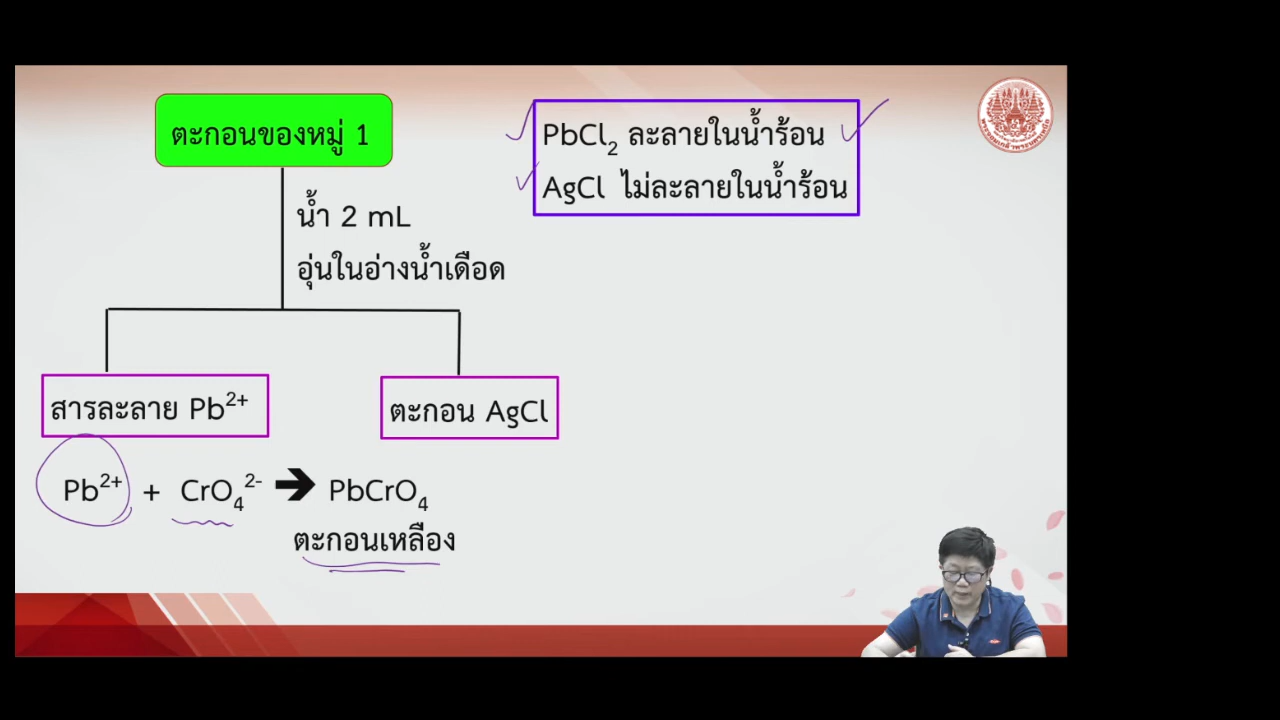 ตะกอนของหมู่ 1
PbCl₂ ละลายในน้ำร้อน
AgCl ไม่ละลายในน้ำร้อน
น้ำ 2 mL
อุ่นในอ่างน้ำเดือด
สารละลาย Pb²⁺
ตะกอน AgCl
Pb²⁺ + CrO₄²⁻ ➔ PbCrO₄
ตะกอนเหลือง